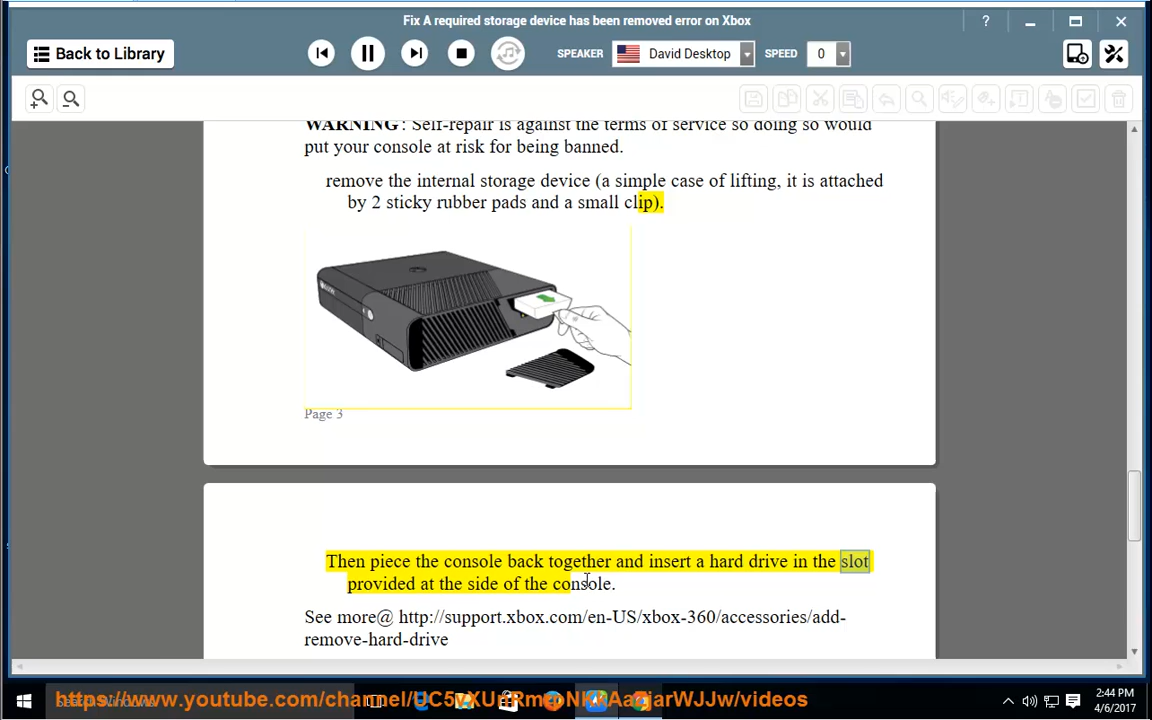 Fix A required storage device has been removed error on Xbox
?
Back to Library
SPEAKER
David Desktop
SPEED
0
WARNING: Self-repair is against the terms of service so doing so would
put your console at risk for being banned.
remove the internal storage device (a simple case of lifting, it is attached
by 2 sticky rubber pads and a small clip).
Page 3
Then piece the console back together and insert a hard drive in the slot
provided at the side of the console.
See more@ http://support.xbox.com/en-US/xbox-360/accessories/add-
remove-hard-drive
2:44 PM
4/6/2017